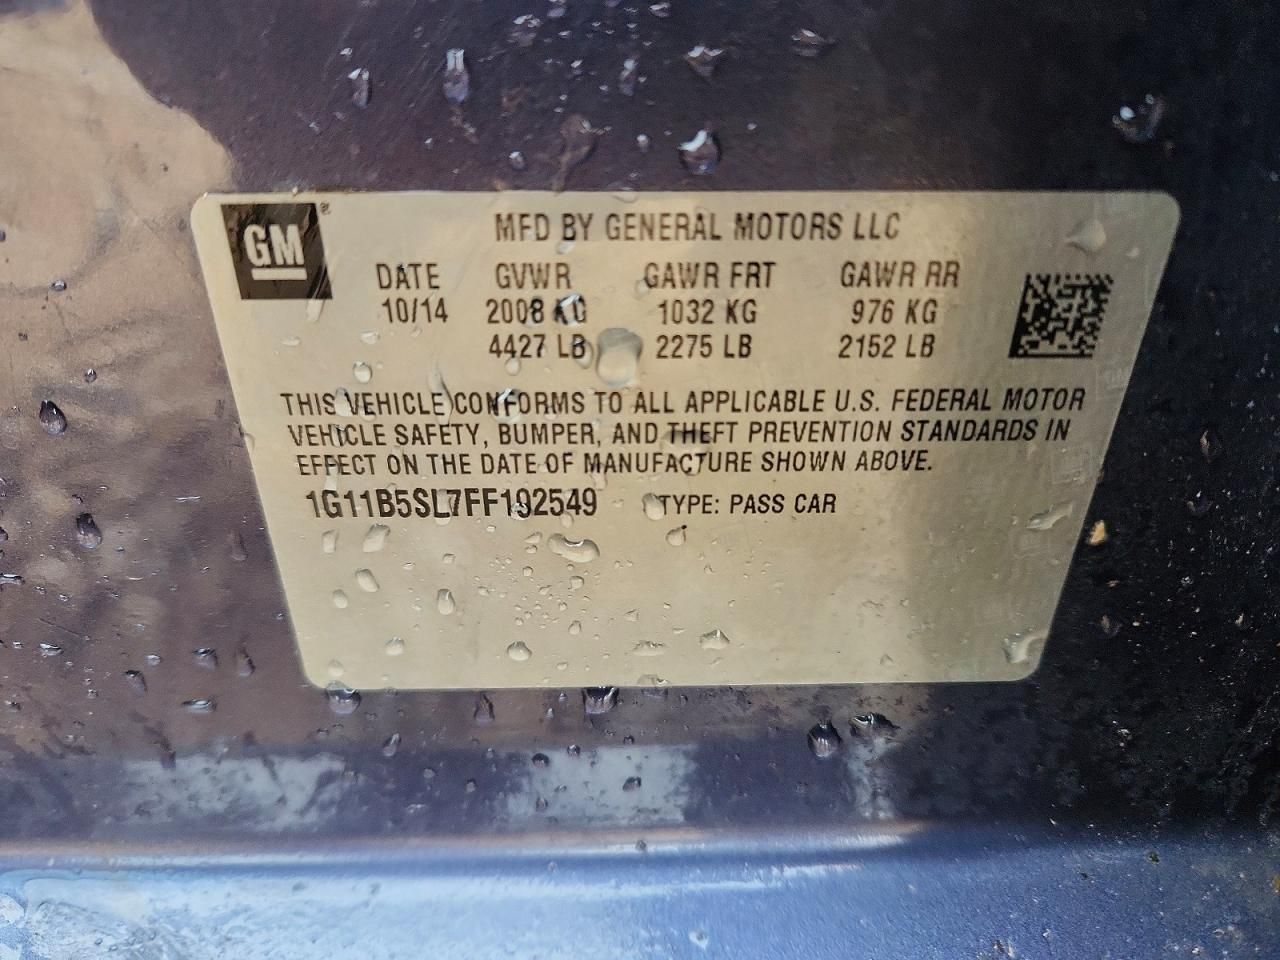 GM ®
MFD BY GENERAL MOTORS LLC
DATE GVWR GAWR FRT GAWR RR
10/14 2008 KG 1032 KG 976 KG
4427 LB 2275 LB 2152 LB
THIS VEHICLE CONFORMS TO ALL APPLICABLE U.S. FEDERAL MOTOR
VEHICLE SAFETY, BUMPER, AND THEFT PREVENTION STANDARDS IN
EFFECT ON THE DATE OF MANUFACTURE SHOWN ABOVE.
1G11B5SL7FF192549 TYPE: PASS CAR